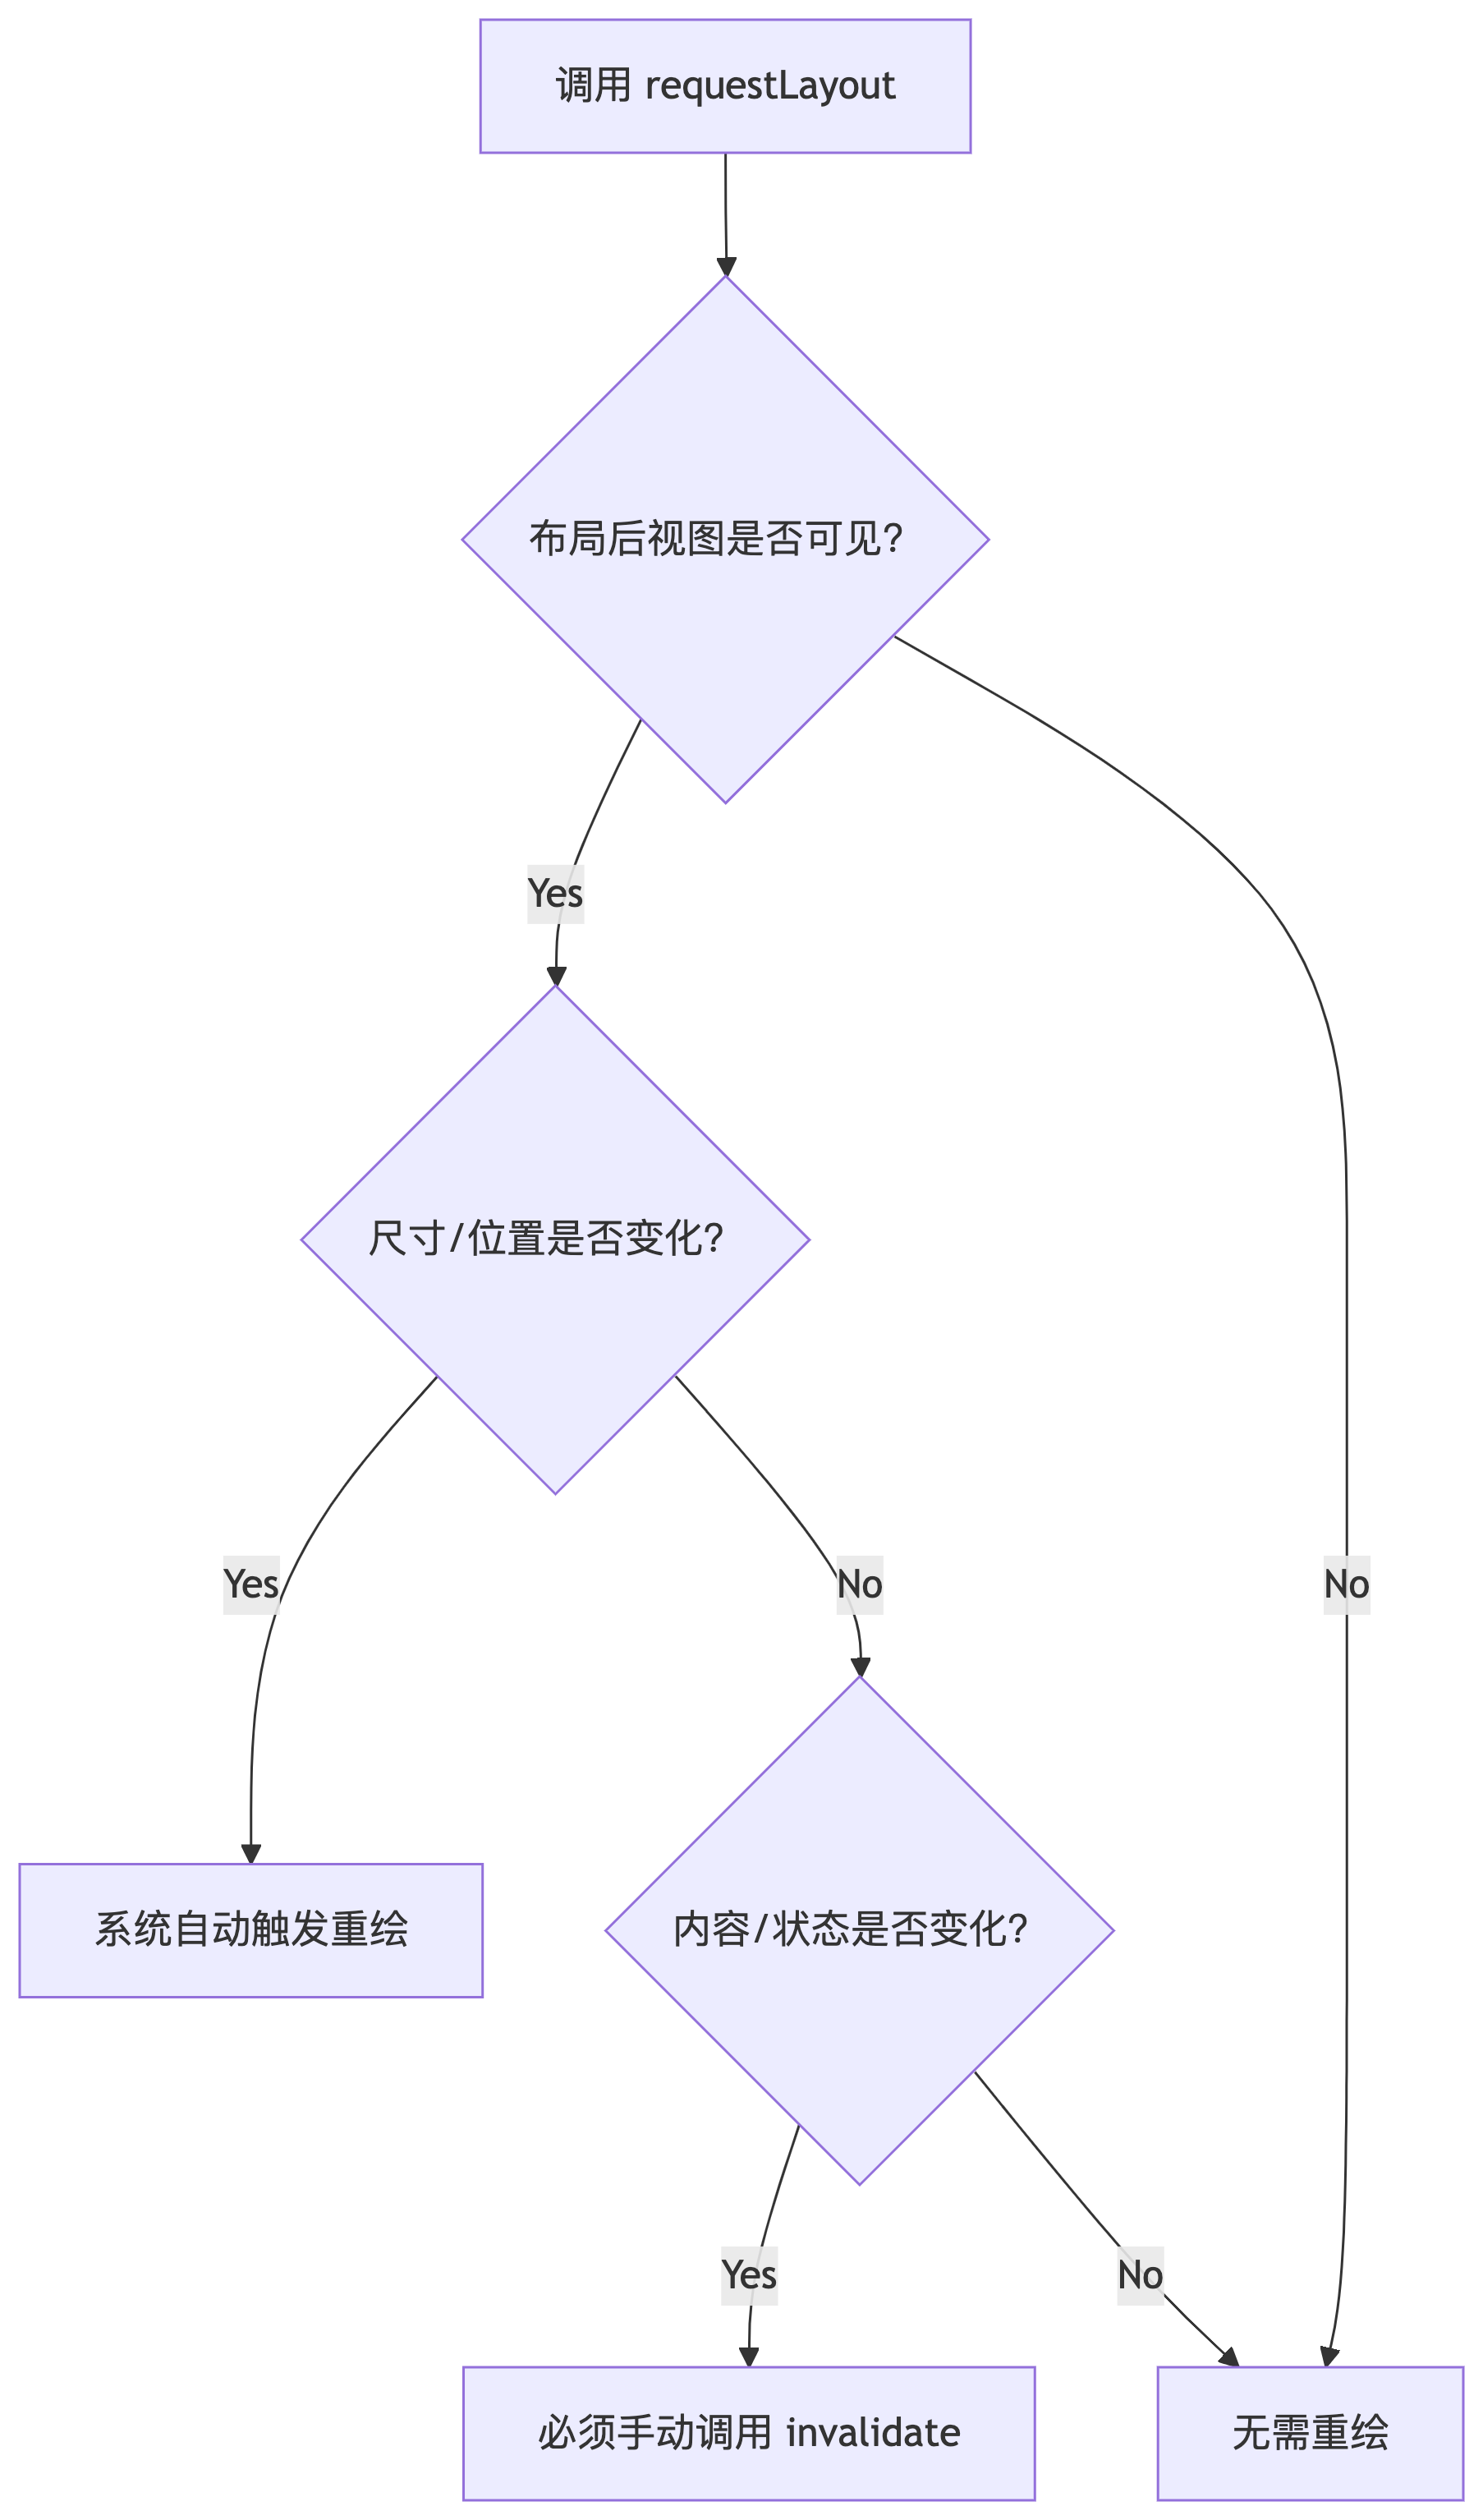 调用 requestLayout
布局后视图是否可见？
Yes
尺寸/位置是否变化？
Yes
No
No
系统自动触发重绘
内容/状态是否变化？
Yes
No
必须手动调用 invalidate
无需重绘